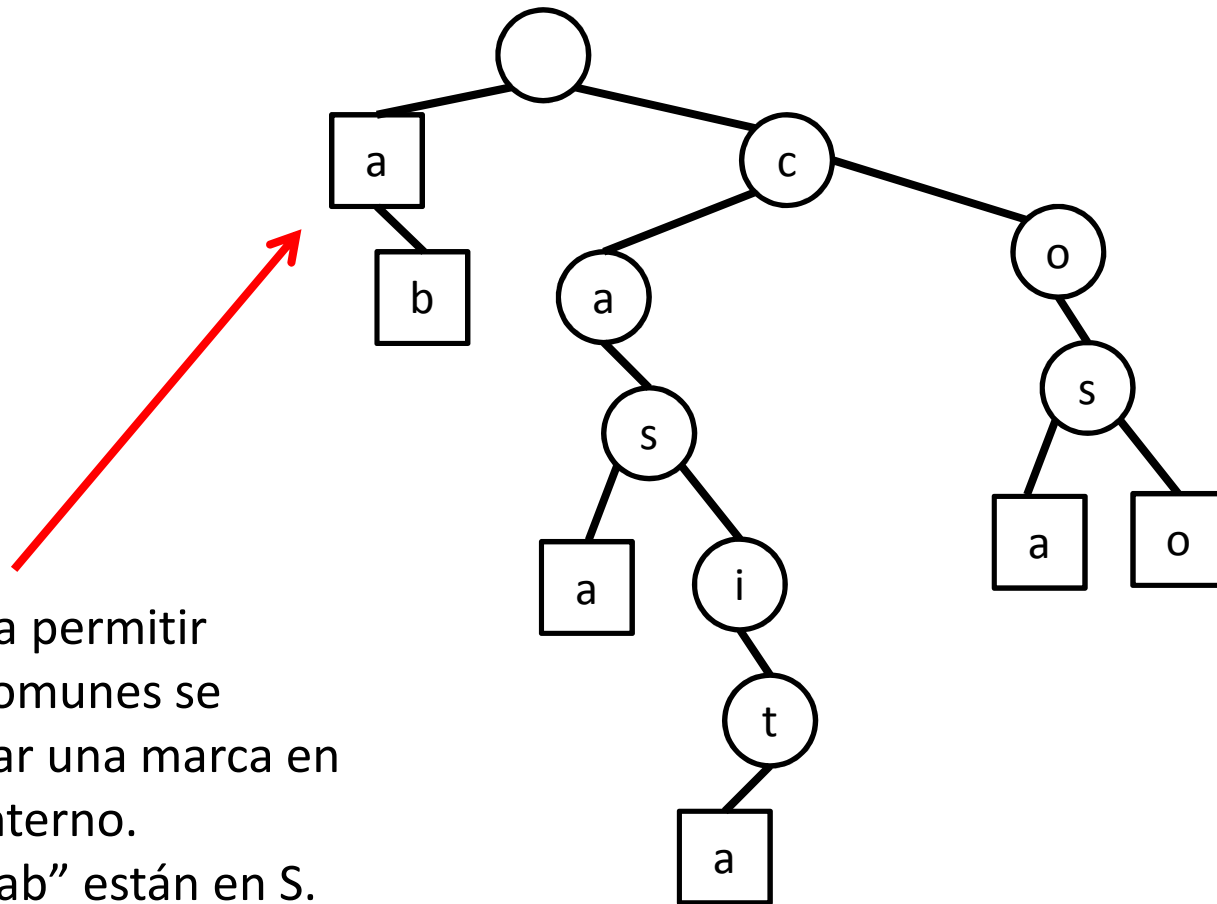 a
c
o
b
a
s
s
a
o
i
a
t
a
a permitir
omunes se
ar una marca en
nterno.
ab” están en S.